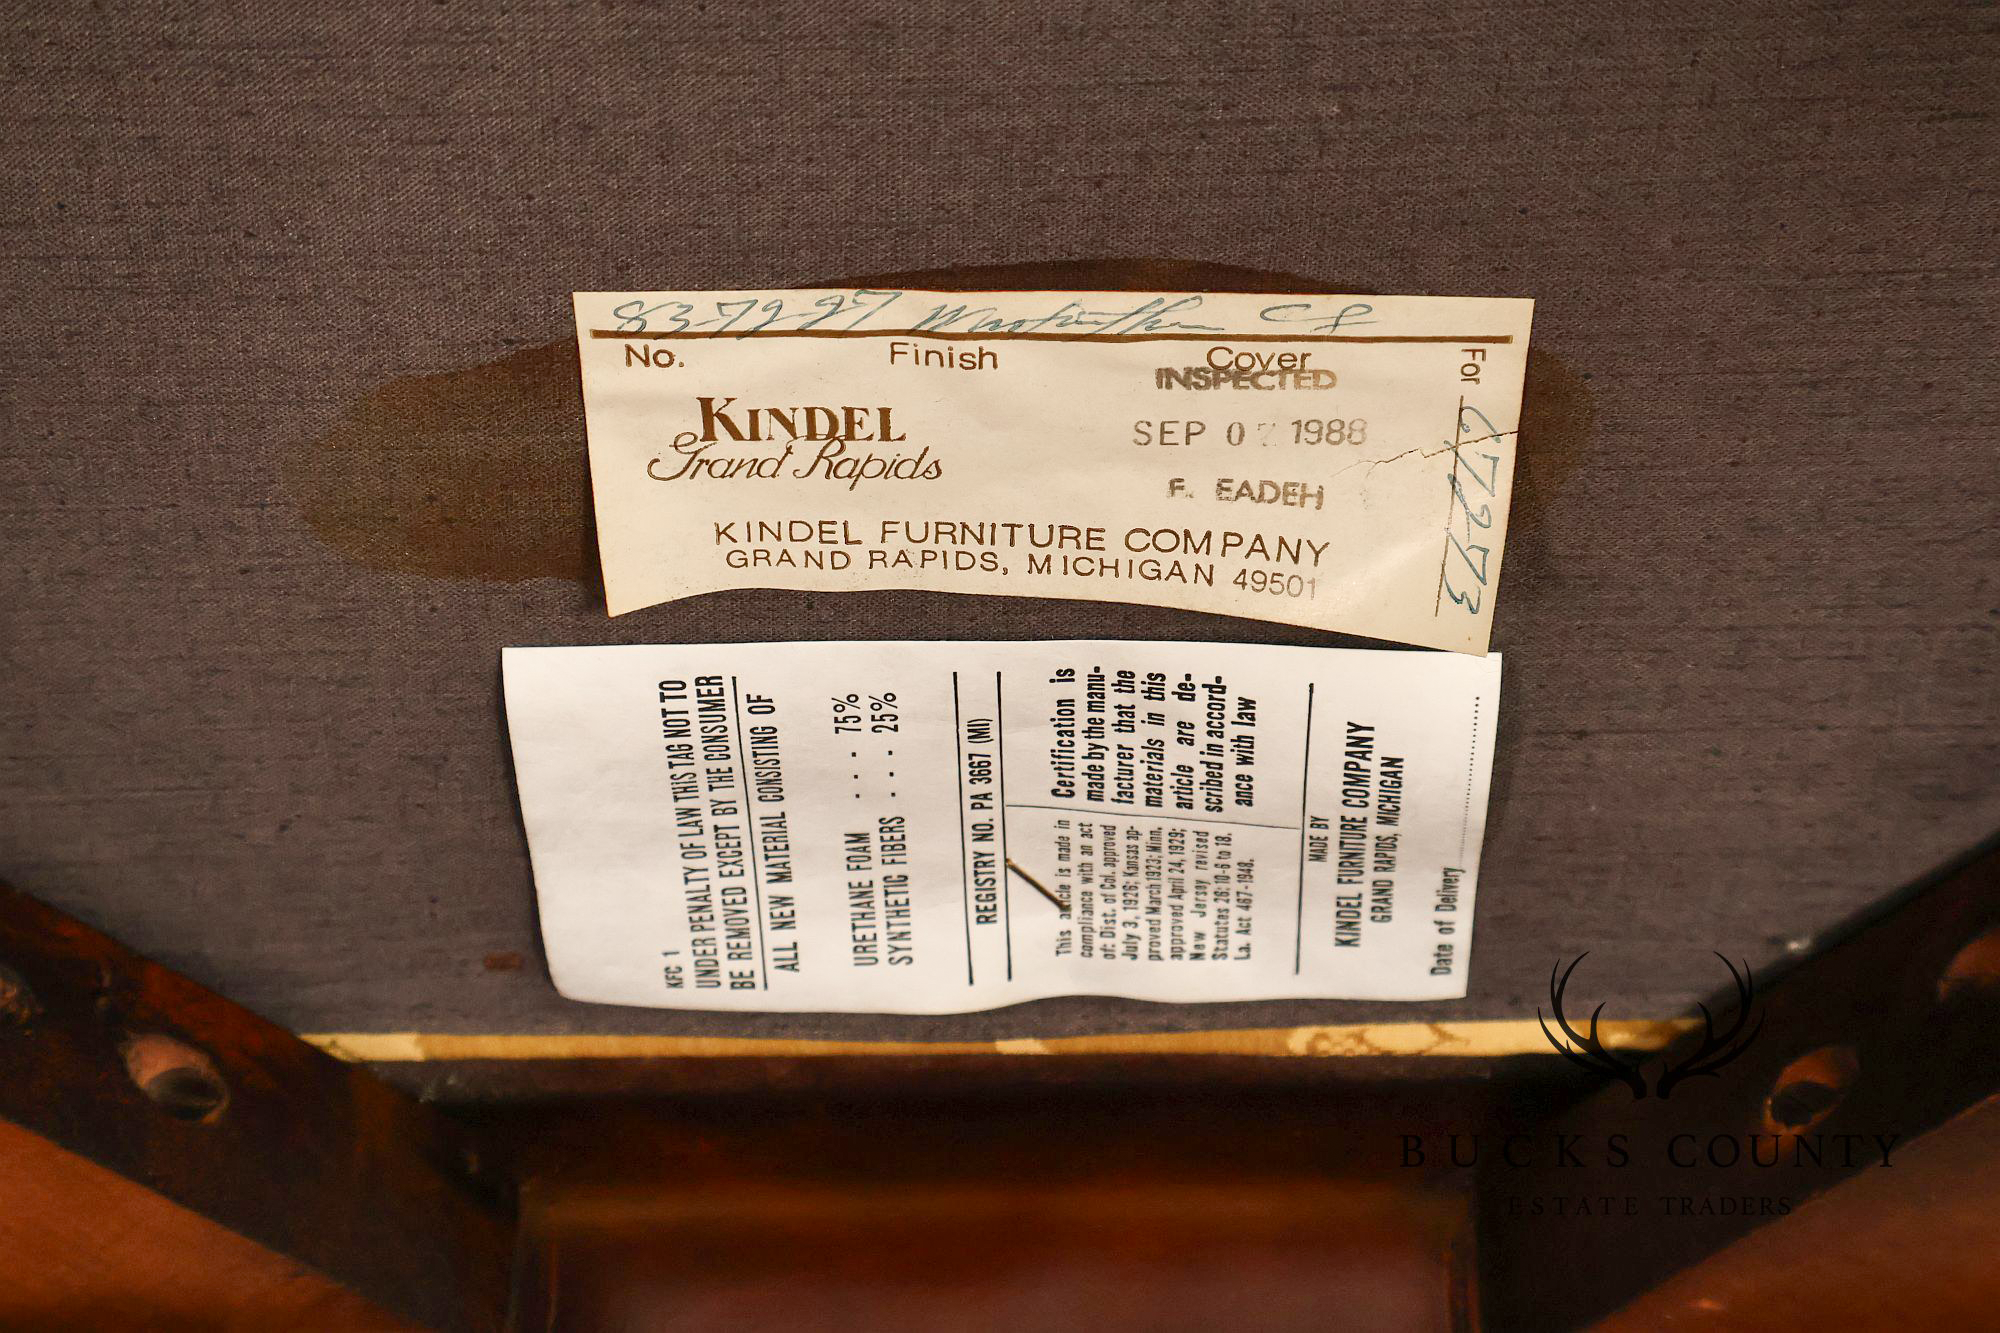 No. Finish Cover For
INSPECTED
KINDEL
Grand Rapids
SEP 07 1988
F. EADEH
KINDEL FURNITURE COMPANY
GRAND RAPIDS, MICHIGAN 49501
67273
KFC 1
UNDER PENALTY OF LAW THIS TAG NOT TO
BE REMOVED EXCEPT BY THE CONSUMER
ALL NEW MATERIAL CONSISTING OF
URETHANE FOAM . . . 75%
SYNTHETIC FIBERS . . . . 25%
REGISTRY NO. PA 3667 (MI)
This article is made in
compliance with an act
of: Dist. of Col. approved
July 3, 1926; Kansas ap-
proved March 1923; Minn.
approved April 24, 1929;
New Jersey revised
Statutes 26:10-6 to 18.
La. Act 467-1948.
Certification is
made by the manu-
facturer that the
materials in this
article are de-
scribed in accord-
ance with law
MADE BY
KINDEL FURNITURE COMPANY
GRAND RAPIDS, MICHIGAN
Date of Delivery
BUCKS COUNTY
ESTATE TRADERS